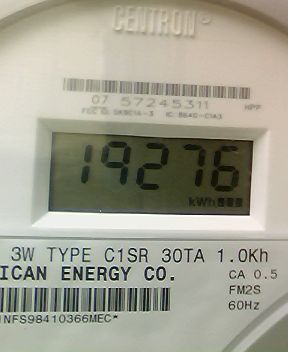 CENTRON
07 57245311
19276
kWh
3W TYPE C1SR 30TA 1.0Kh
ICAN ENERGY CO.
CA 0.5
FM2S
60Hz
INFS98410366MEC*